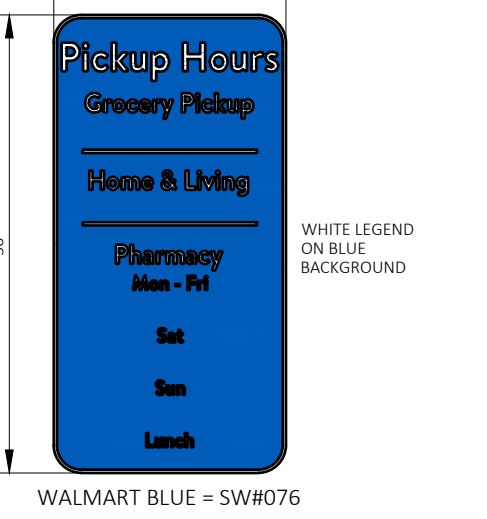 Pickup Hours
Grocery Pickup
Home & Living
Pharmacy
Mon - Fri
Sat
Sun
Lunch
WHITE LEGEND
ON BLUE
BACKGROUND
WALMART BLUE = SW#076